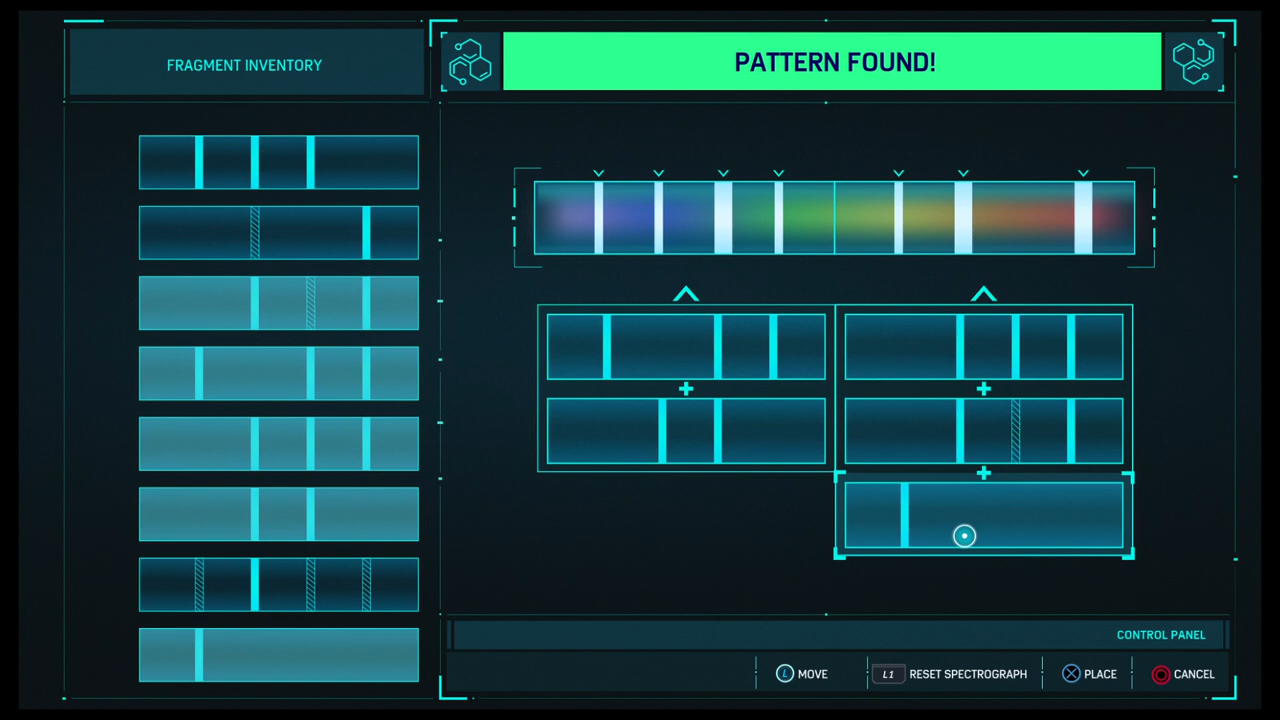 FRAGMENT INVENTORY
PATTERN FOUND!
CONTROL PANEL
L MOVE
L1 RESET SPECTROGRAPH
PLACE
CANCEL